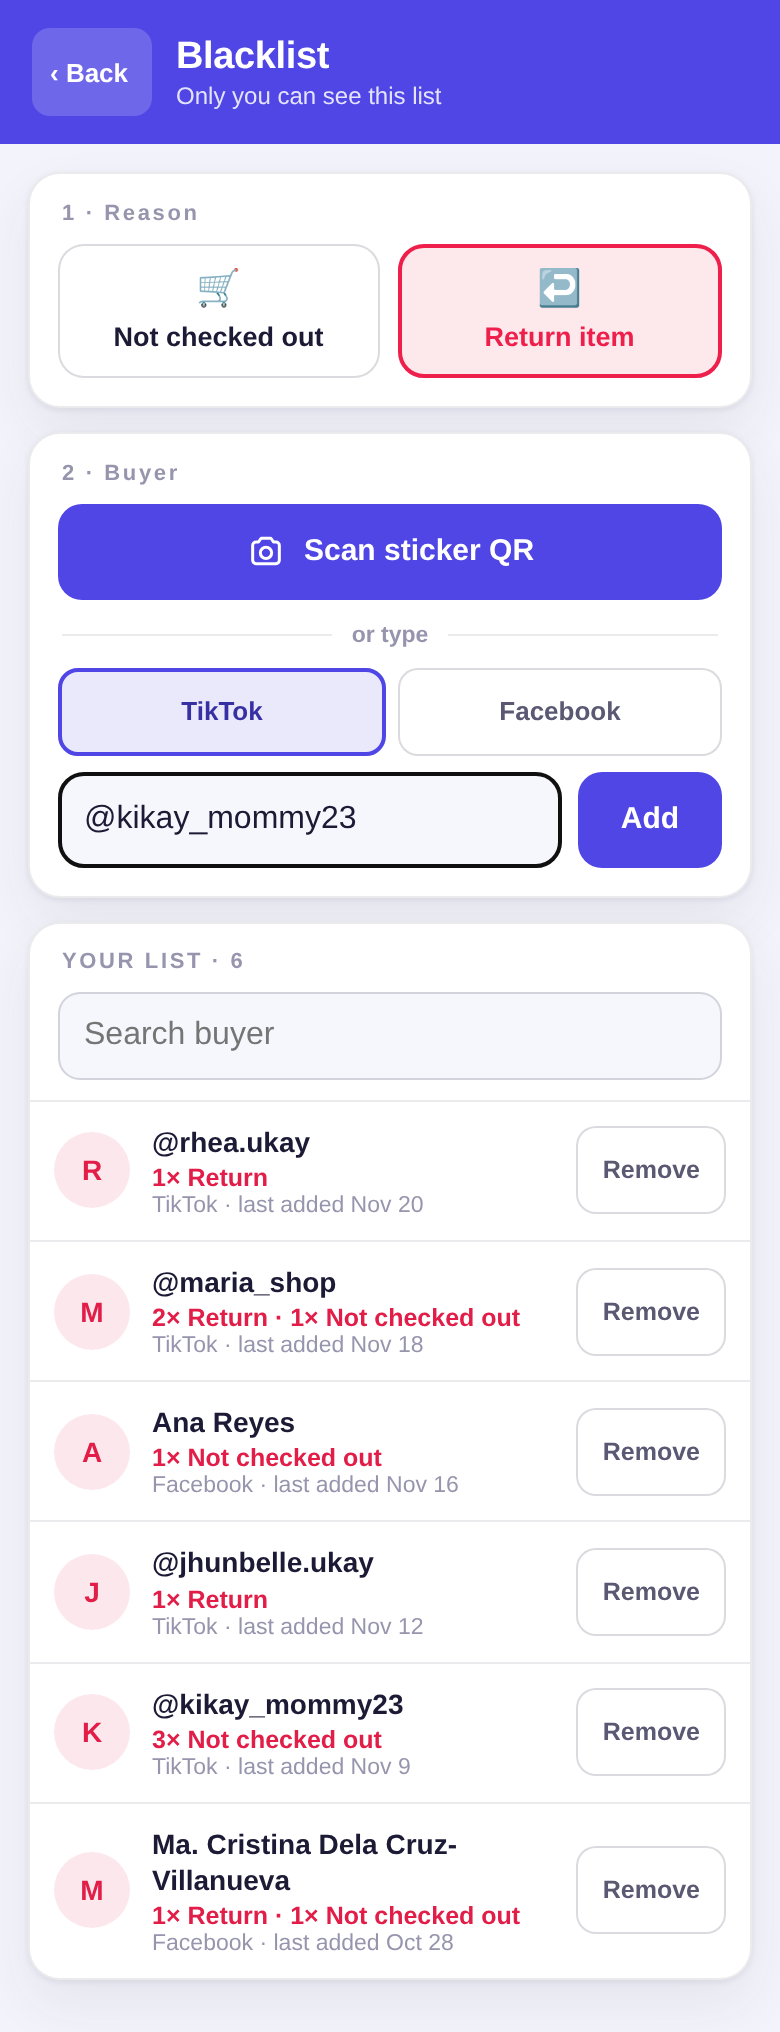 ‹ Back
Blacklist
Only you can see this list
1 · Reason
Not checked out
Return item
2 · Buyer
Scan sticker QR
or type
TikTok
Facebook
@kikay_mommy23
Add
YOUR LIST · 6
Search buyer
R
@rhea.ukay
1× Return
TikTok · last added Nov 20
Remove
M
@maria_shop
2× Return · 1× Not checked out
TikTok · last added Nov 18
Remove
A
Ana Reyes
1× Not checked out
Facebook · last added Nov 16
Remove
J
@jhunbelle.ukay
1× Return
TikTok · last added Nov 12
Remove
K
@kikay_mommy23
3× Not checked out
TikTok · last added Nov 9
Remove
M
Ma. Cristina Dela Cruz-
Villanueva
1× Return · 1× Not checked out
Facebook · last added Oct 28
Remove